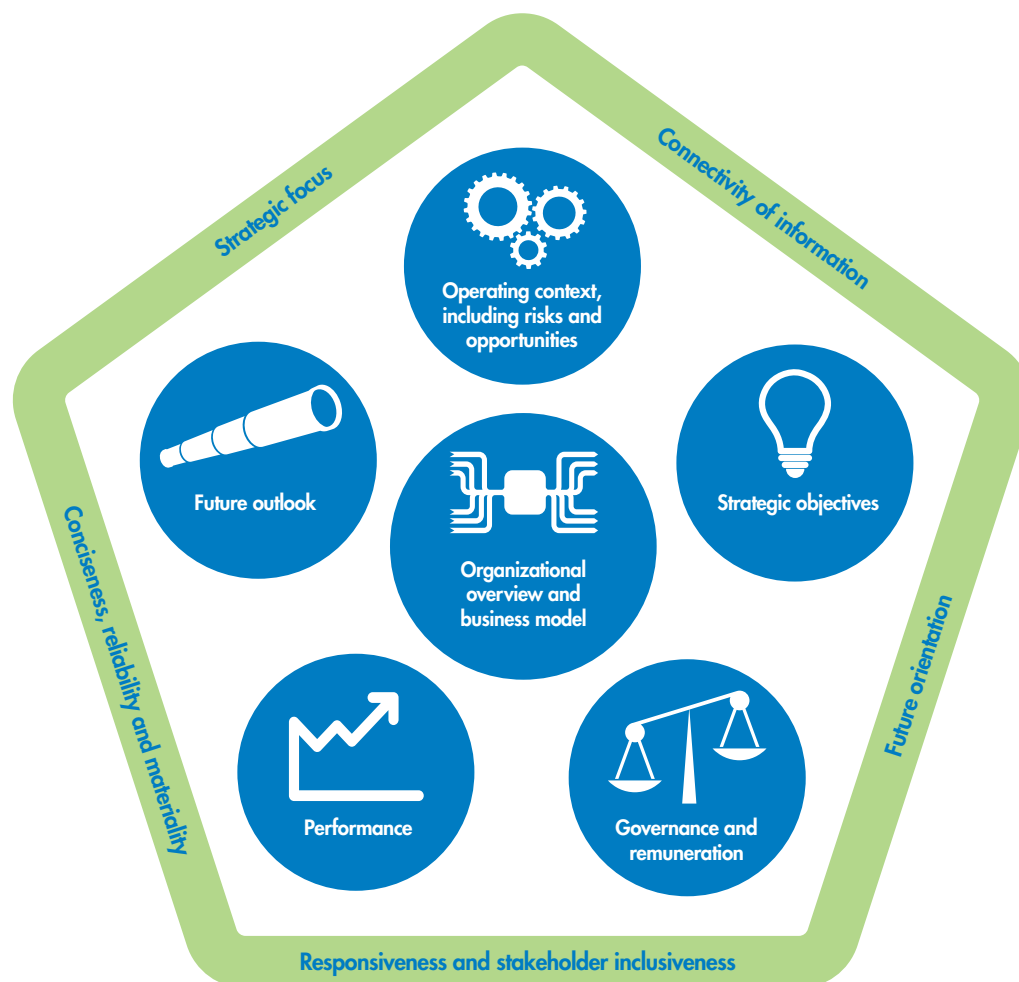 Strategic focus
Connectivity of information
Operating context,
including risks and
opportunities
Future outlook
Strategic objectives
Organizational
overview and
business model
Conciseness, reliability and materiality
Future orientation
Performance
Governance and
remuneration
Responsiveness and stakeholder inclusiveness